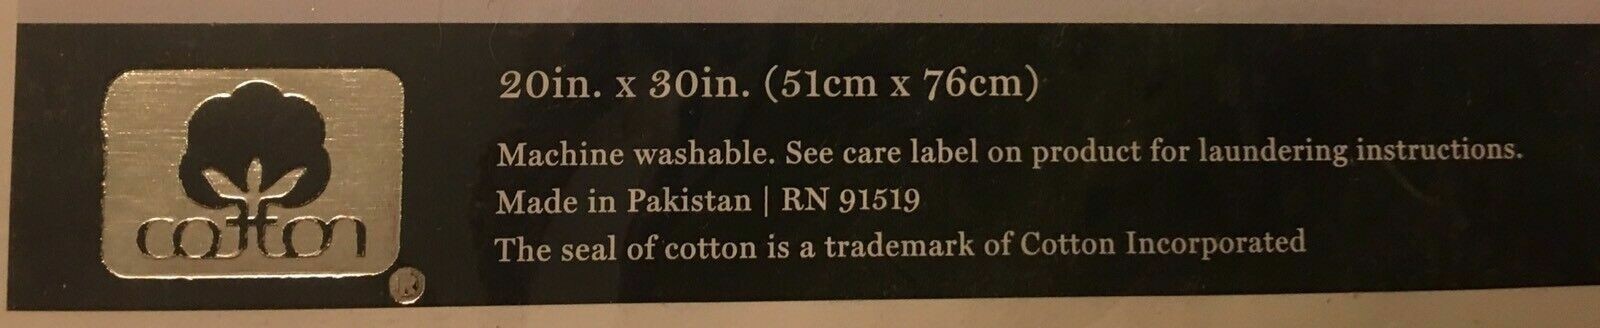 cotton
®
20in. x 30in. (51cm x 76cm)
Machine washable. See care label on product for laundering instructions.
Made in Pakistan | RN 91519
The seal of cotton is a trademark of Cotton Incorporated